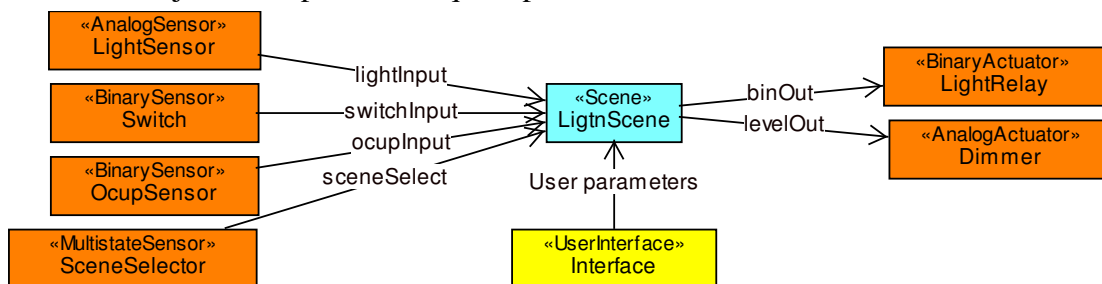 «AnalogSensor»
LightSensor
«BinarySensor»
Switch
«BinarySensor»
OcupSensor
«MultistateSensor»
SceneSelector
lightInput
switchInput
ocupInput
sceneSelect
«Scene»
LigtnScene
User parameters
«UserInterface»
Interface
binOut
levelOut
«BinaryActuator»
LightRelay
«AnalogActuator»
Dimmer